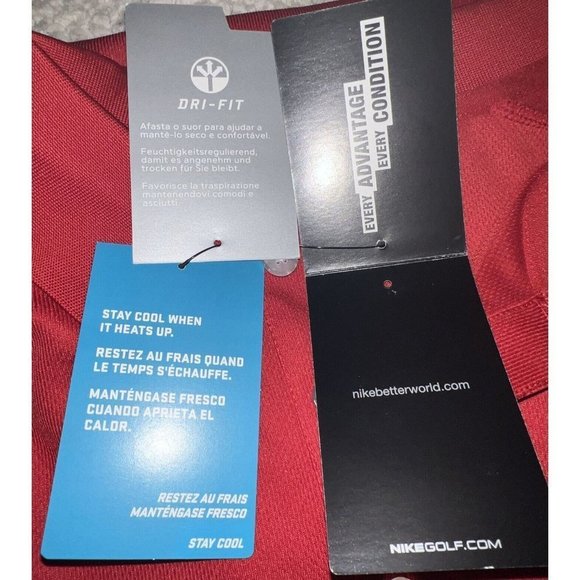 DRI-FIT
Afasta o suor para ajudar a
mantê-lo seco e confortável.
Feuchtigkeitsregulierend,
damit es angenehm und
trocken für Sie bleibt.
Favorisce la traspirazione
mantenendovi comodi e
asciutti.
EVERY ADVANTAGE
EVERY CONDITION
STAY COOL WHEN
IT HEATS UP.
RESTEZ AU FRAIS QUAND
LE TEMPS S'ÉCHAUFFE.
MANTÉNGASE FRESCO
CUANDO APRIETA EL
CALOR.
RESTEZ AU FRAIS
MANTÉNGASE FRESCO
STAY COOL
nikebetterworld.com
NIKEGOLF.COM